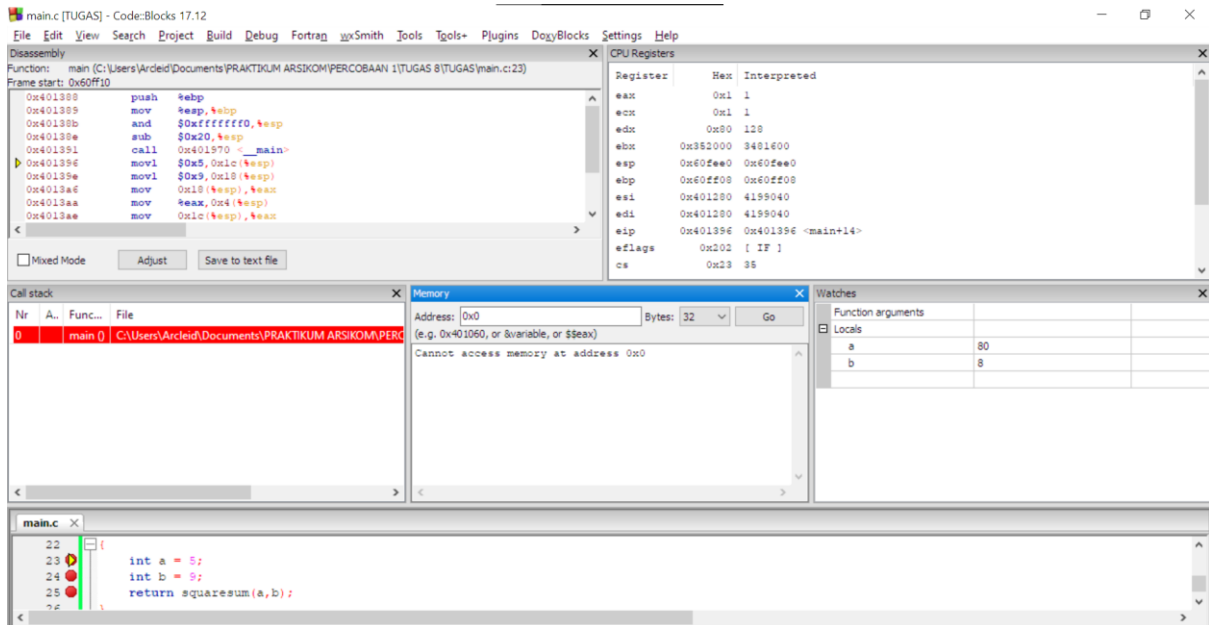 main.c [TUGAS] - Code::Blocks 17.12
File Edit View Search Project Build Debug Fortran wxSmith Tools Tools+ Plugins DoxyBlocks Settings Help
Disassembly
Function: main (C:\Users\Arcleid\Documents\PRAKTIKUM ARSIKOM\PERCOBAAN 1\TUGAS 8\TUGAS\main.c:23)
Frame start: 0x60ff10
0x401388 push %ebp
0x401389 mov %esp,%ebp
0x40138b and $0xfffffff0,%esp
0x40138e sub $0x20,%esp
0x401391 call 0x401970 <__main>
0x401396 movl $0x5,0x1c(%esp)
0x40139e movl $0x9,0x18(%esp)
0x4013a6 mov 0x18(%esp),%eax
0x4013aa mov %eax,0x4(%esp)
0x4013ae mov 0x1c(%esp),%eax
Mixed Mode Adjust Save to text file
CPU Registers
Register Hex Interpreted
eax 0x1 1
ecx 0x1 1
edx 0x80 128
ebx 0x352000 3481600
esp 0x60fee0 0x60fee0
ebp 0x60ff08 0x60ff08
esi 0x401280 4199040
edi 0x401280 4199040
eip 0x401396 0x401396 <main+14>
eflags 0x202 [ IF ]
cs 0x23 35
Call stack
Nr A.. Func... File
0 main () C:\Users\Arcleid\Documents\PRAKTIKUM ARSIKOM\PERC
Memory
Address: 0x0 Bytes: 32 Go
(e.g. 0x401060, or &variable, or $$eax)
Cannot access memory at address 0x0
Watches
Function arguments
Locals
a 80
b 8
main.c
22 {
23 int a = 5;
24 int b = 9;
25 return squaresum(a,b);
26 }